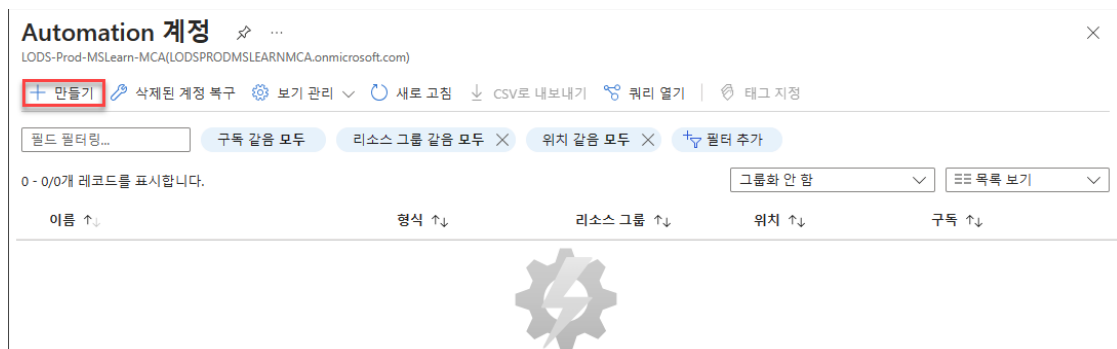 Automation 계정
LODS-Prod-MSLearn-MCA(LODSPRODMSLEARNMCA.onmicrosoft.com)
만들기 삭제된 계정 복구 보기 관리 새로 고침 CSV로 내보내기 쿼리 열기 태그 지정
필드 필터링... 구독 같음 모두 리소스 그룹 같음 모두 위치 같음 모두 필터 추가
0 - 0/0개 레코드를 표시합니다. 그룹화 안 함 목록 보기
이름 형식 리소스 그룹 위치 구독